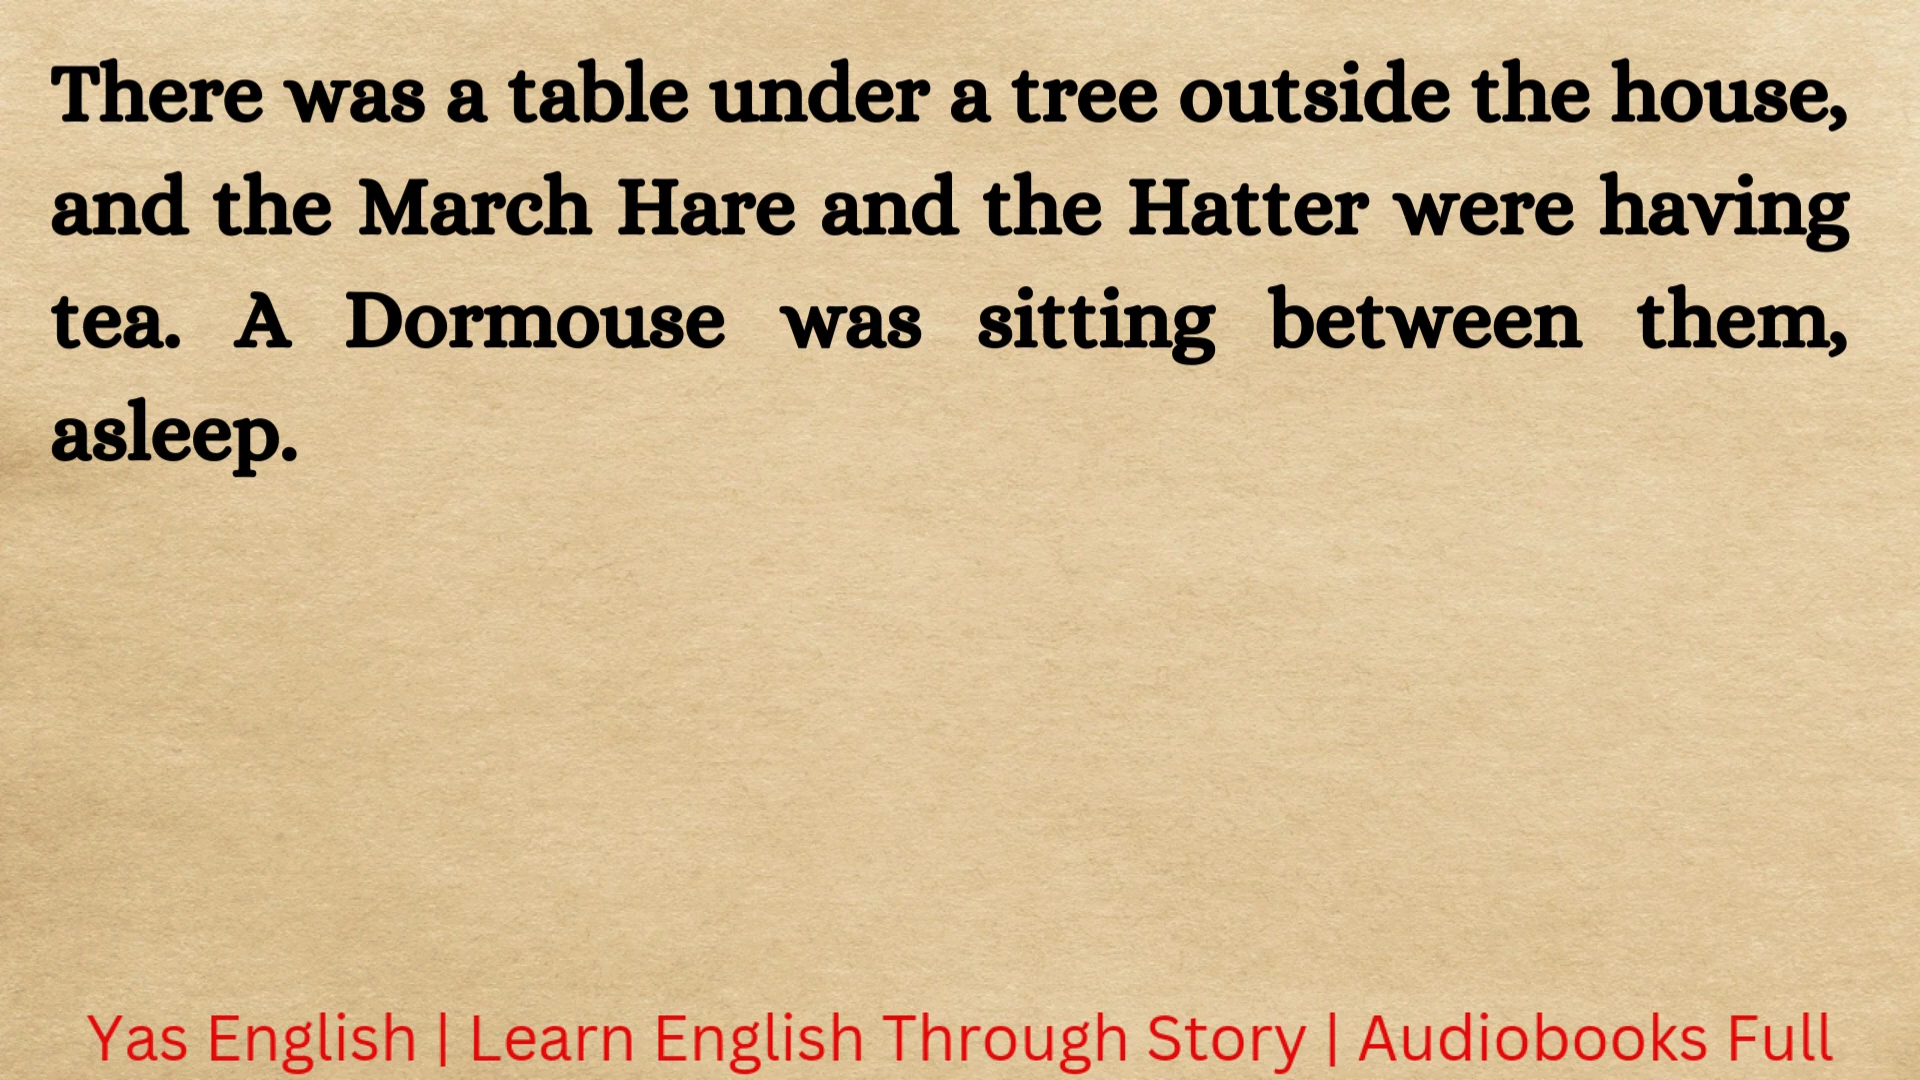 There was a table under a tree outside the house,
and the March Hare and the Hatter were having
tea. A Dormouse was sitting between them,
asleep.
Yas English | Learn English Through Story | Audiobooks Full